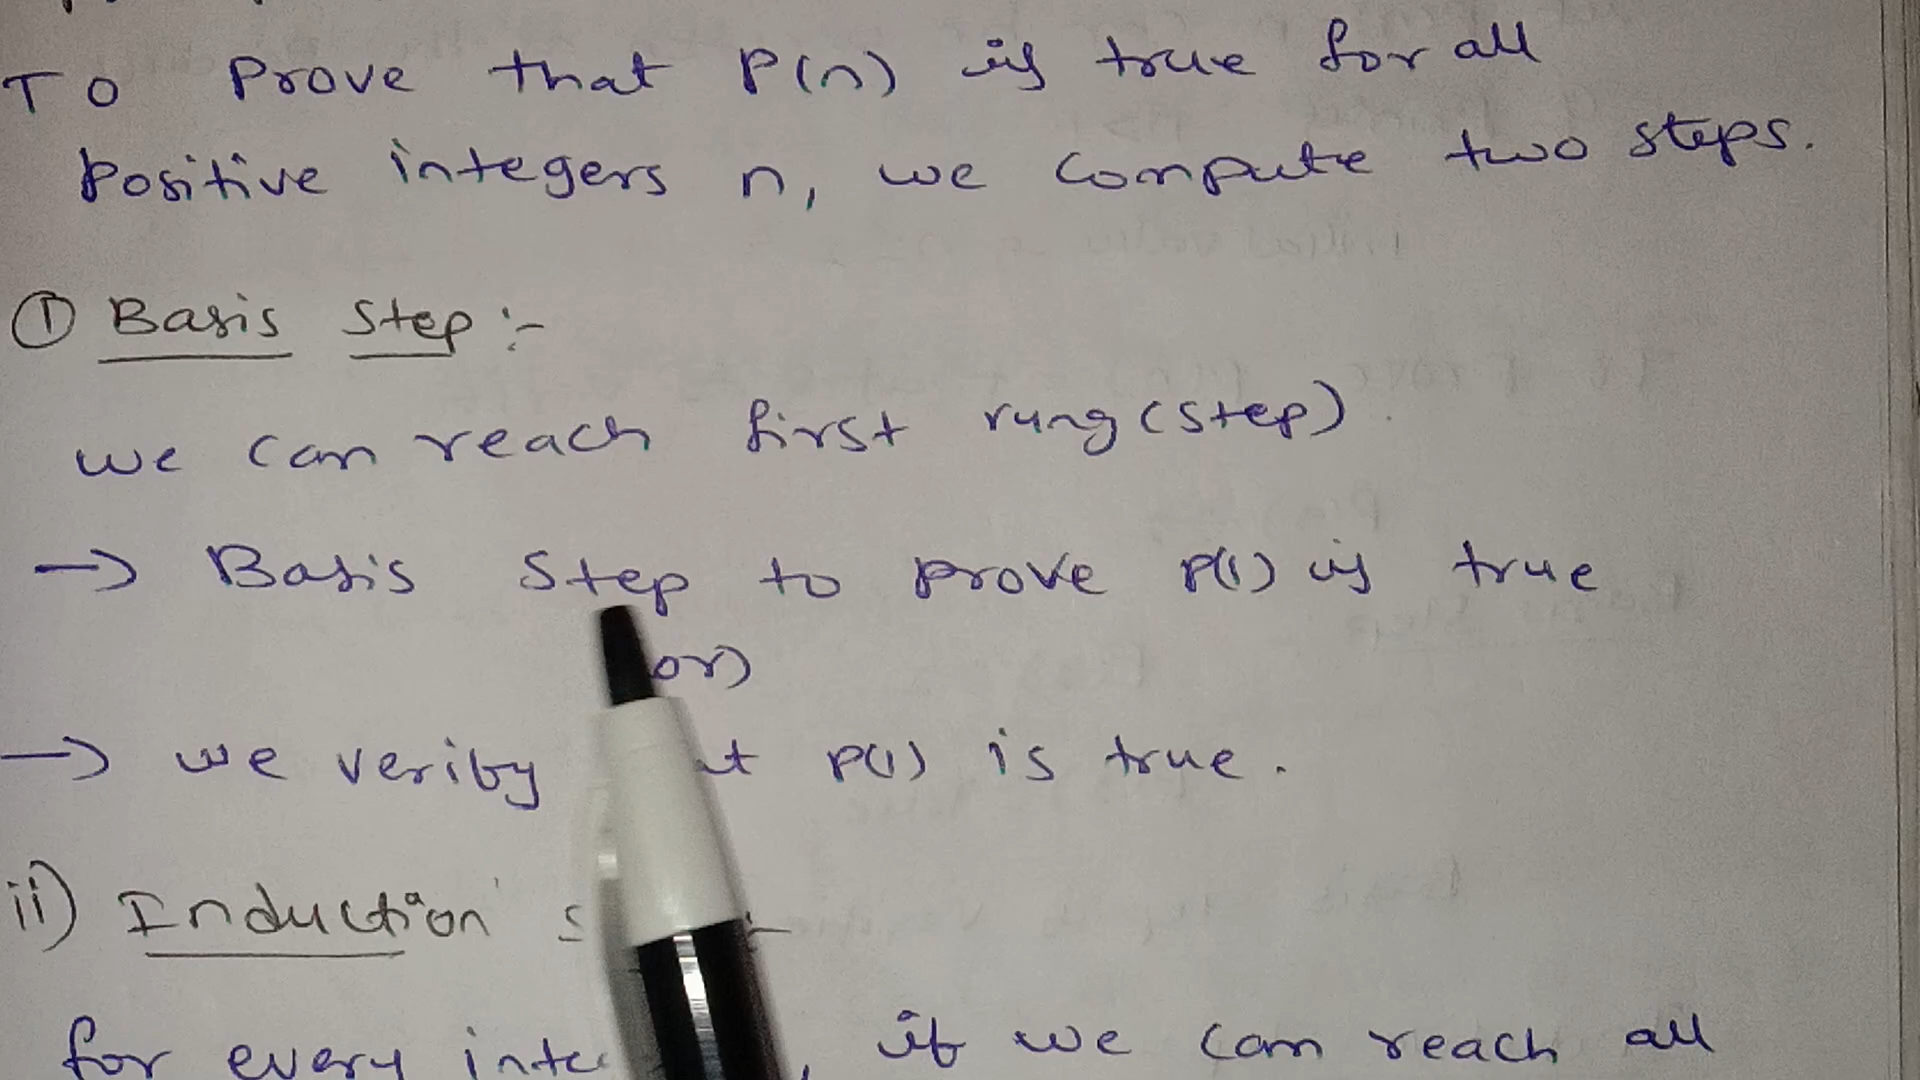 To Prove that P(n) is true for all
Positive integers n, we compute two steps.
① Basis Step :-
we can reach first rung (step).
→ Basis Step to prove P(1) is true
or)
→ we verify P(1) is true.
ii) Induction :-
for every , if we can reach all